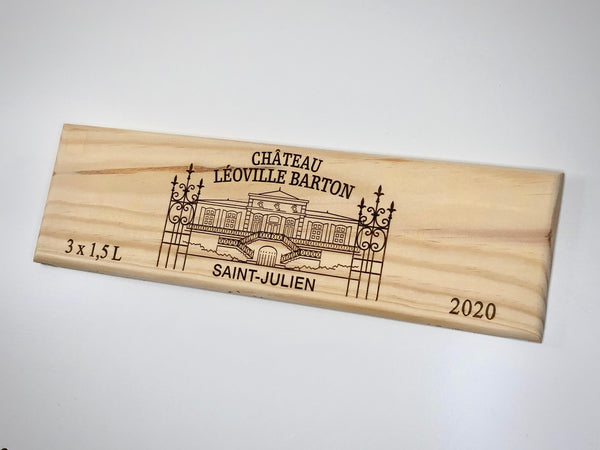 CHÂTEAU
LÉOVILLE BARTON
3 x 1,5 L
SAINT-JULIEN
2020